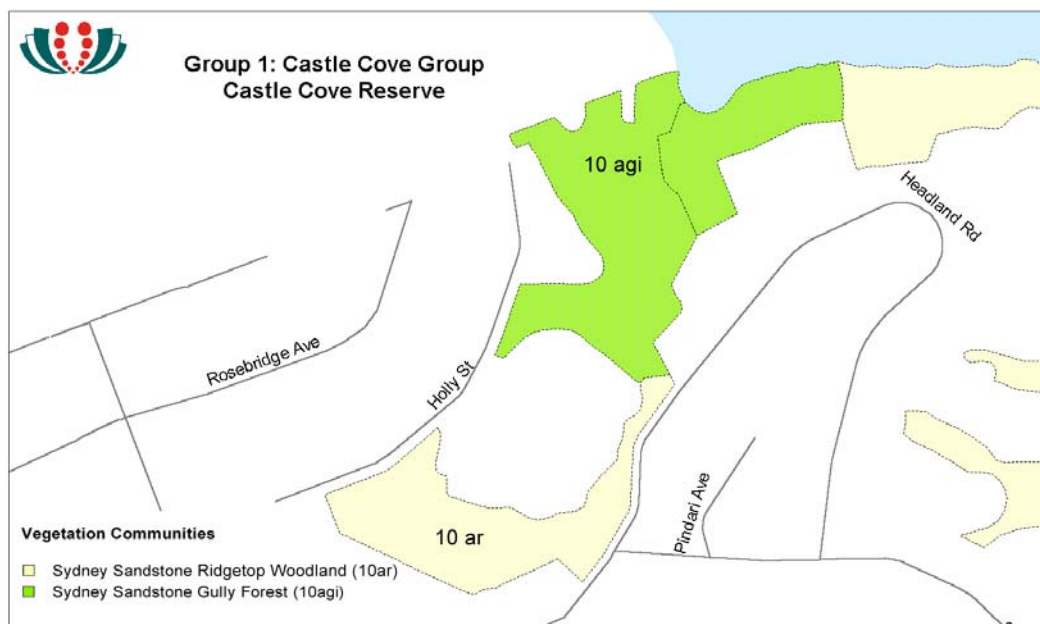 Group 1: Castle Cove Group
Castle Cove Reserve
10 agi
Headland Rd
Rosebridge Ave
Holly St
Pindari Ave
10 ar
Vegetation Communities
Sydney Sandstone Ridgetop Woodland (10ar)
Sydney Sandstone Gully Forest (10agi)